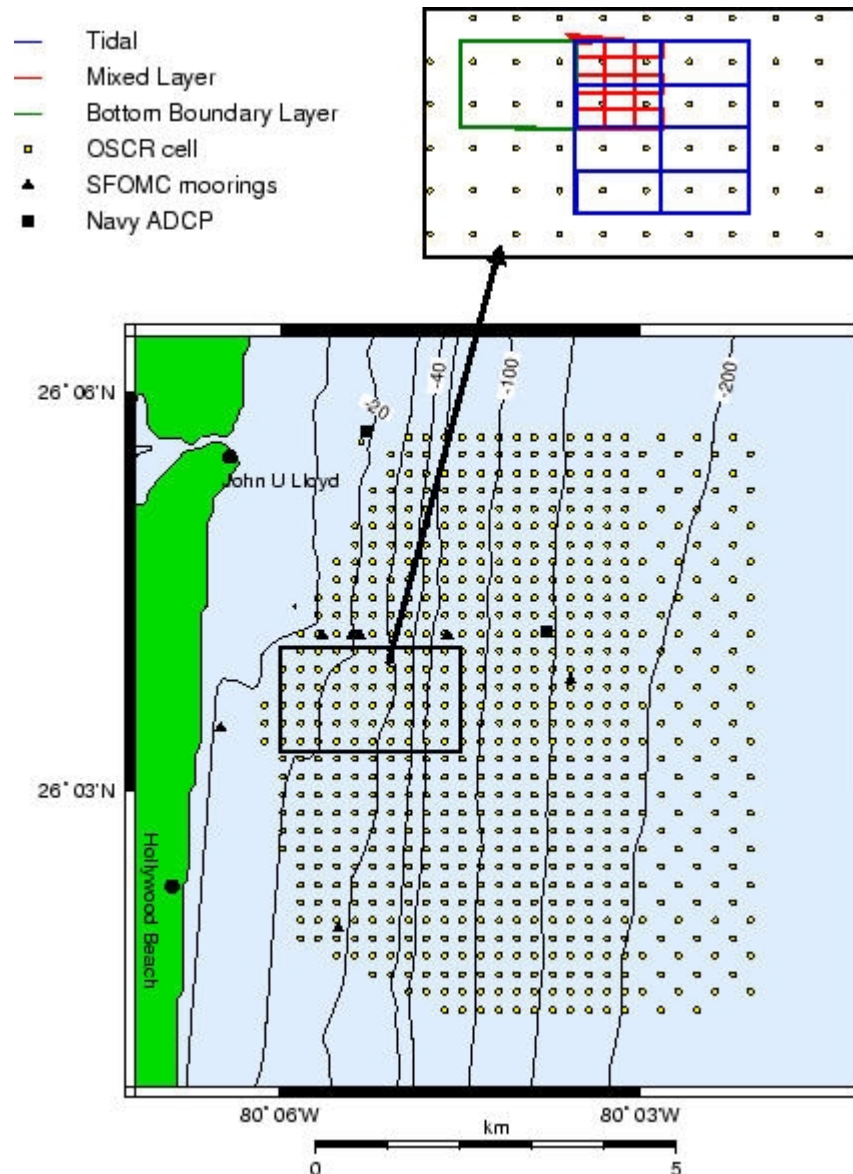 Tidal
Mixed Layer
Bottom Boundary Layer
OSCR cell
SFOMC moorings
Navy ADCP
26° 06'N
-20
-40
-100
-200
John U Lloyd
26° 03'N
Hollywood Beach
80° 06'W
80° 03'W
km
0
5